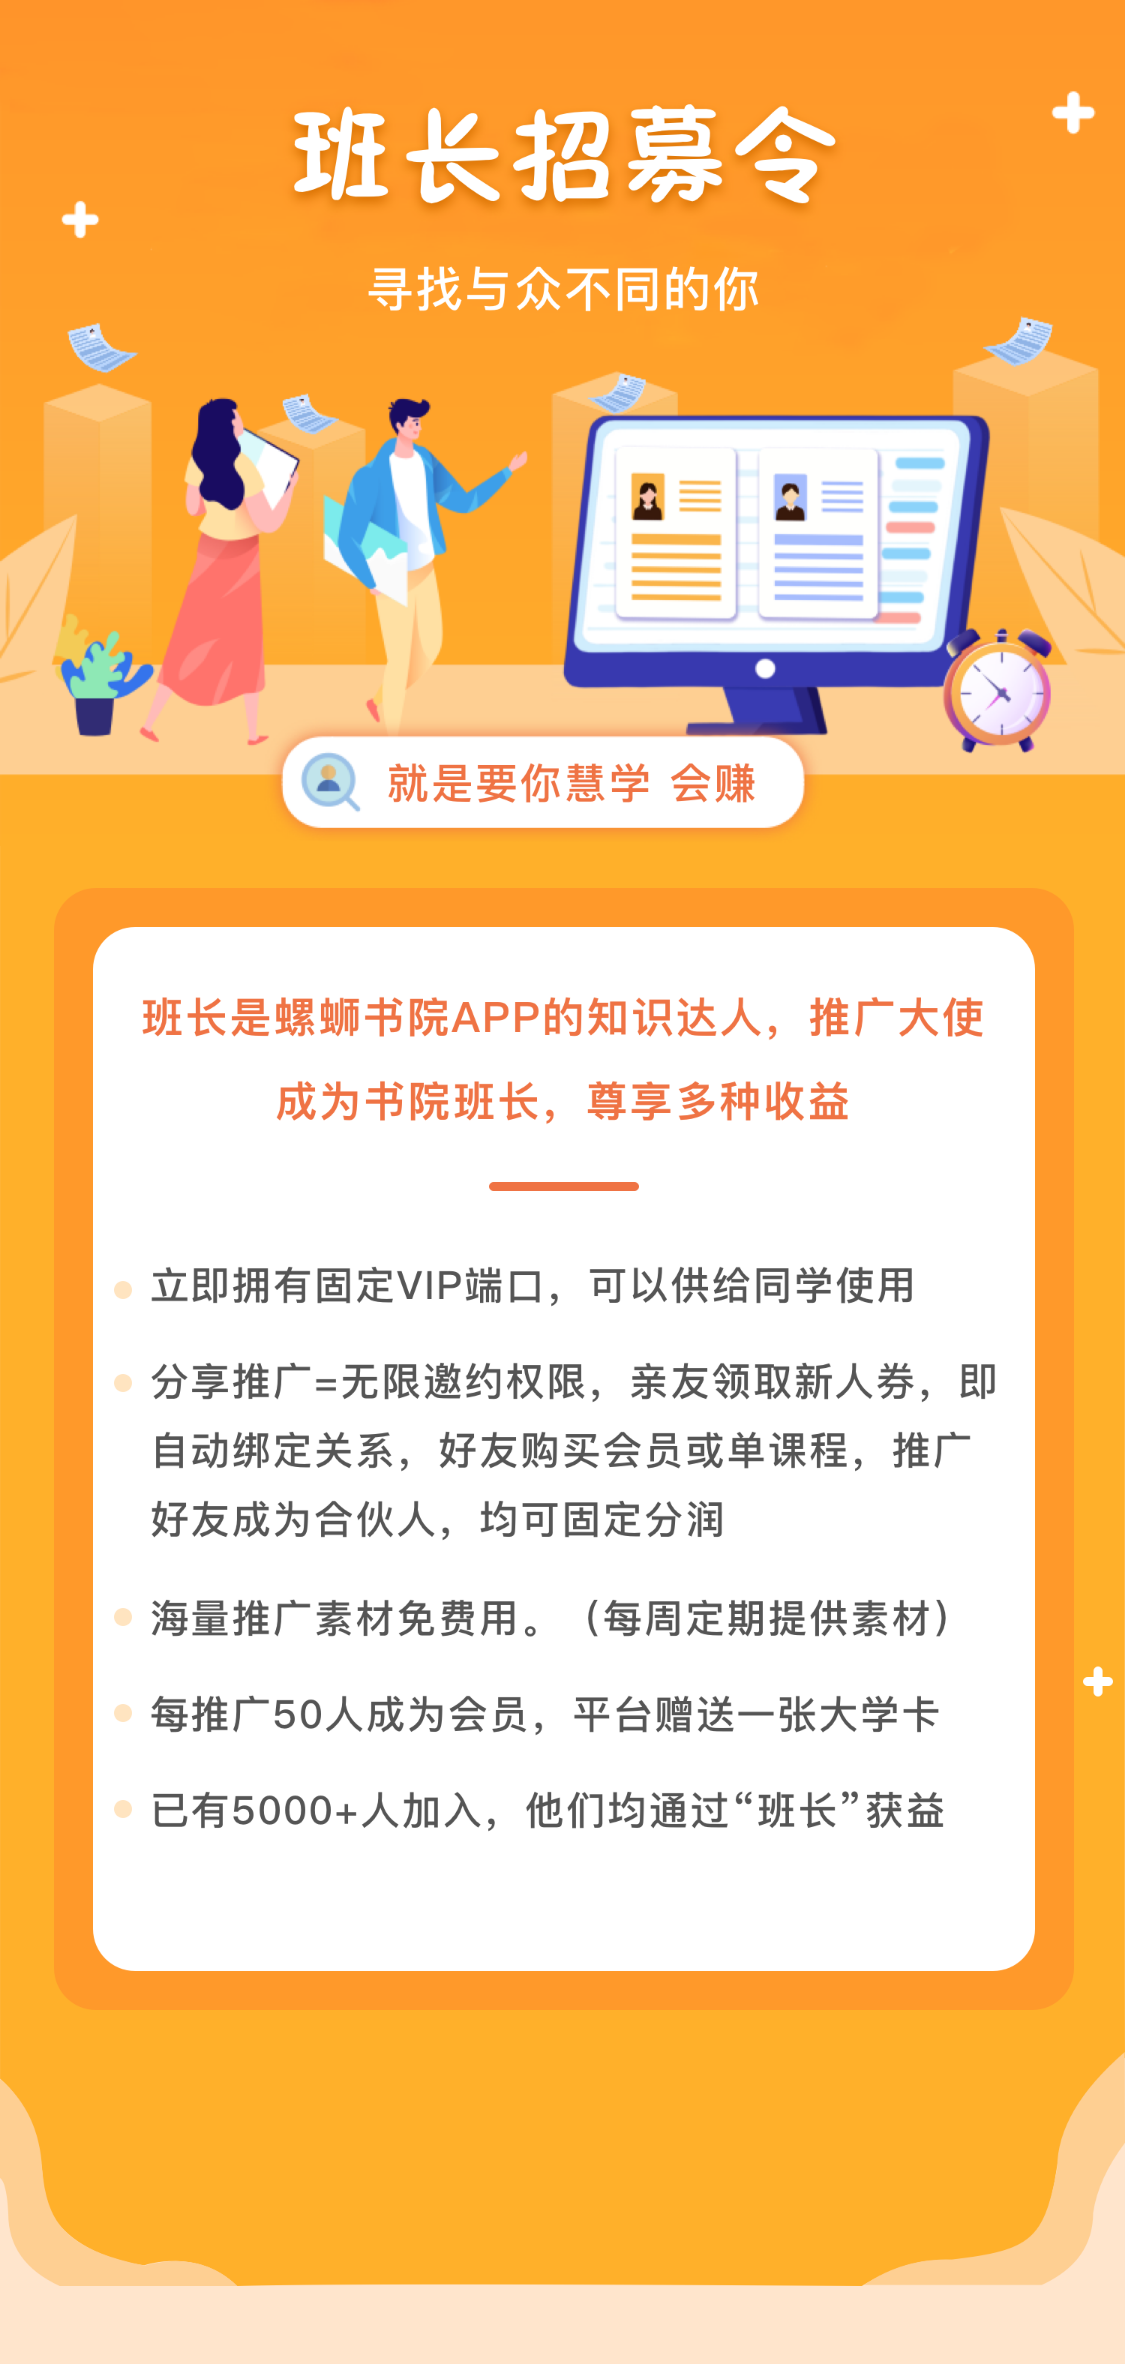 班长招募令
寻找与众不同的你
就是要你慧学 会赚
班长是螺蛳书院APP的知识达人，推广大使
成为书院班长，尊享多种收益
立即拥有固定VIP端口，可以供给同学使用
分享推广=无限邀约权限，亲友领取新人券，即
自动绑定关系，好友购买会员或单课程，推广
好友成为合伙人，均可固定分润
海量推广素材免费用。（每周定期提供素材）
每推广50人成为会员，平台赠送一张大学卡
已有5000+人加入，他们均通过“班长”获益